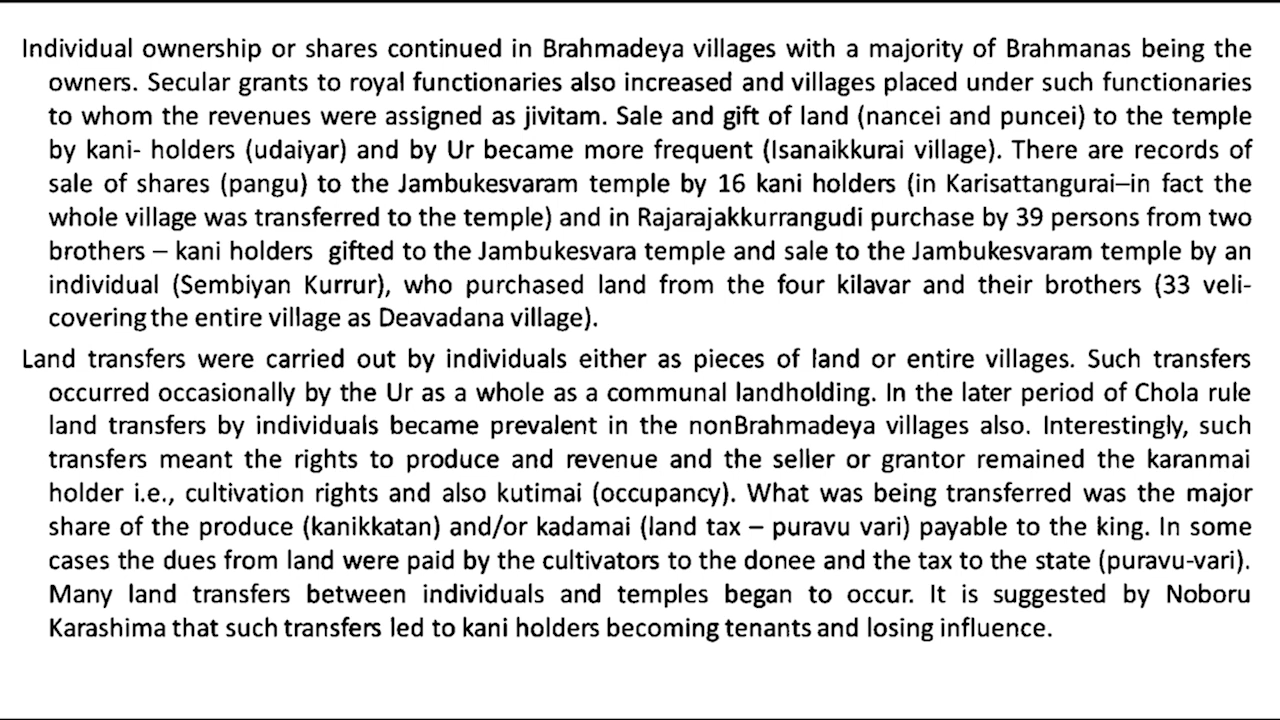 Individual ownership or shares continued in Brahmadeya villages with a majority of Brahmanas being the
owners. Secular grants to royal functionaries also increased and villages placed under such functionaries
to whom the revenues were assigned as jivitam. Sale and gift of land (nancei and puncei) to the temple
by kani- holders (udaiyar) and by Ur became more frequent (Isanaikkurai village). There are records of
sale of shares (pangu) to the Jambukesvaram temple by 16 kani holders (in Karisattangurai–in fact the
whole village was transferred to the temple) and in Rajarajakkurrangudi purchase by 39 persons from two
brothers – kani holders gifted to the Jambukesvara temple and sale to the Jambukesvaram temple by an
individual (Sembiyan Kurrur), who purchased land from the four kilavar and their brothers (33 veli-
covering the entire village as Deavadana village).
Land transfers were carried out by individuals either as pieces of land or entire villages. Such transfers
occurred occasionally by the Ur as a whole as a communal landholding. In the later period of Chola rule
land transfers by individuals became prevalent in the nonBrahmadeya villages also. Interestingly, such
transfers meant the rights to produce and revenue and the seller or grantor remained the karanmai
holder i.e., cultivation rights and also kutimai (occupancy). What was being transferred was the major
share of the produce (kanikkatan) and/or kadamai (land tax – puravu vari) payable to the king. In some
cases the dues from land were paid by the cultivators to the donee and the tax to the state (puravu-vari).
Many land transfers between individuals and temples began to occur. It is suggested by Noboru
Karashima that such transfers led to kani holders becoming tenants and losing influence.